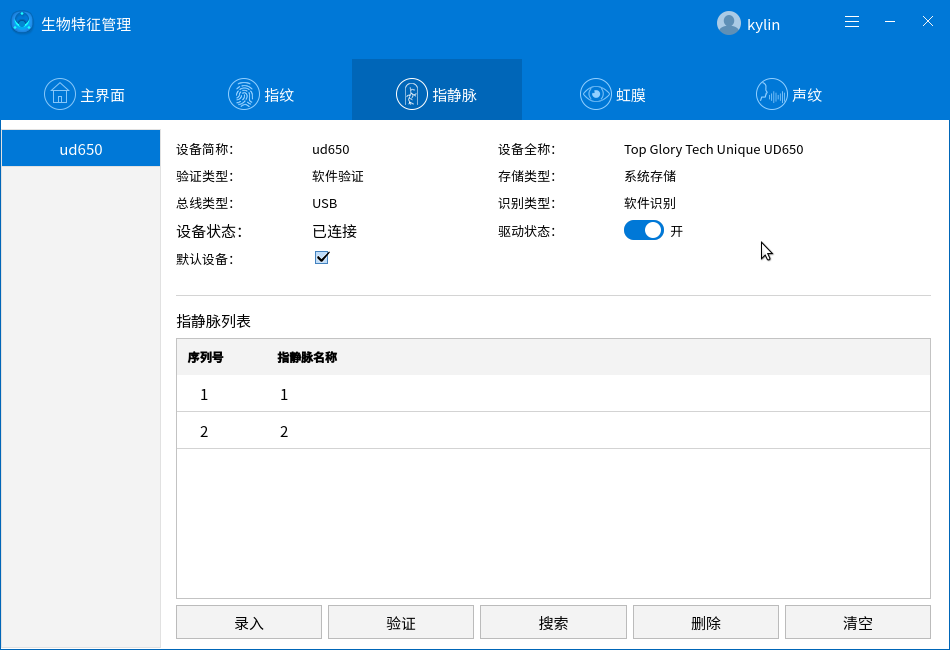 生物特征管理
kylin
主界面 指纹 指静脉 虹膜 声纹
ud650
设备简称: ud650 设备全称: Top Glory Tech Unique UD650
验证类型: 软件验证 存储类型: 系统存储
总线类型: USB 识别类型: 软件识别
设备状态: 已连接 驱动状态: 开
默认设备:
指静脉列表
序列号 指静脉名称
1 1
2 2
录入 验证 搜索 删除 清空